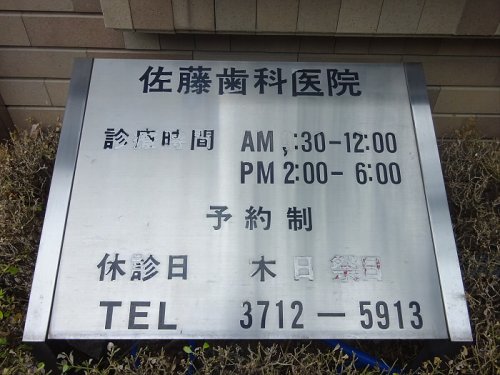 佐藤歯科医院
診療時間 AM :30-12:00
PM 2:00- 6:00
予約制
休診日 木 日 祭日
TEL 3712-5913